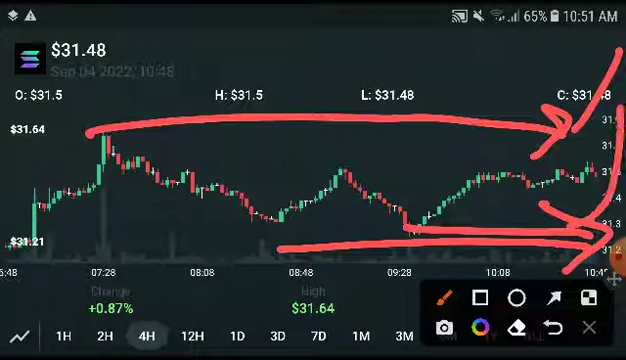 65% 10:51 AM
$31.48
Sep 04 2022, 10:48
O: $31.5 H: $31.5 L: $31.48 C: $31.48
$31.64
$31.21
07:28 08:08 08:48 09:28 10:08
Change High
+0.87% $31.64
1H 2H 4H 12H 1D 3D 7D 1M 3M